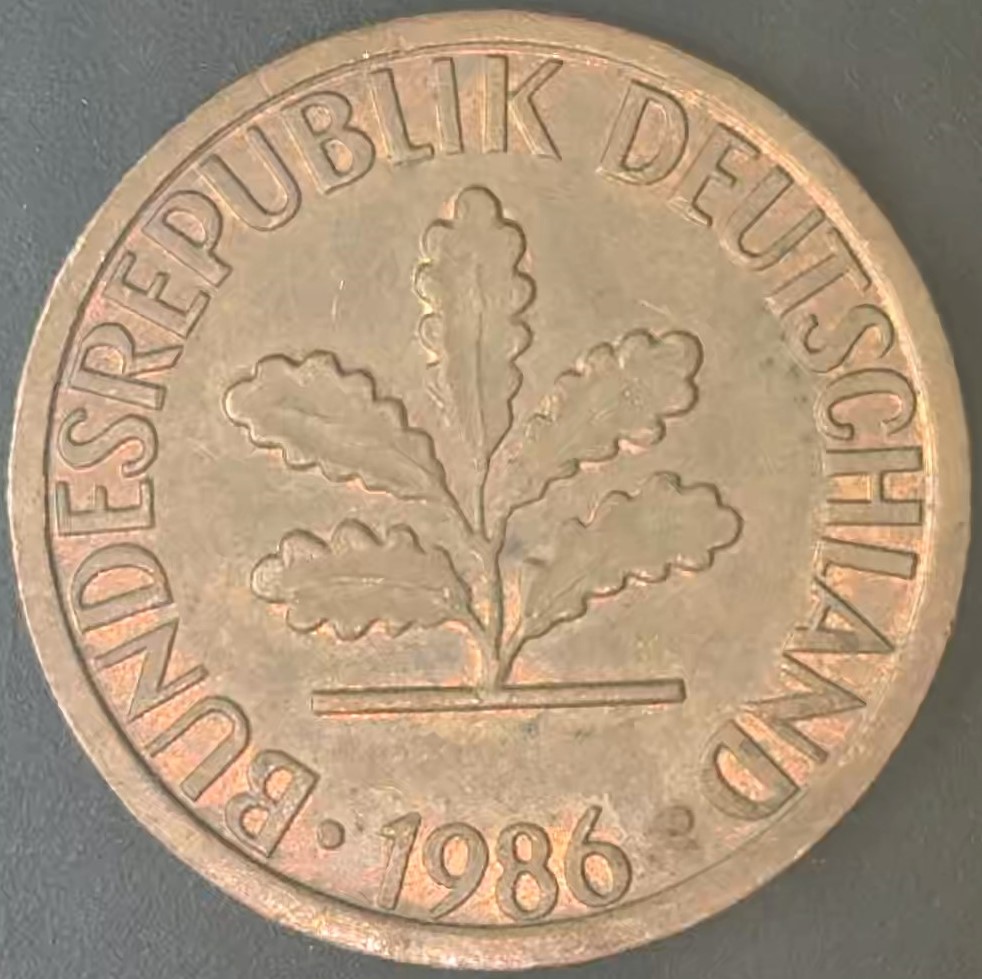 BUNDESREPUBLIK DEUTSCHLAND
· 1986 ·